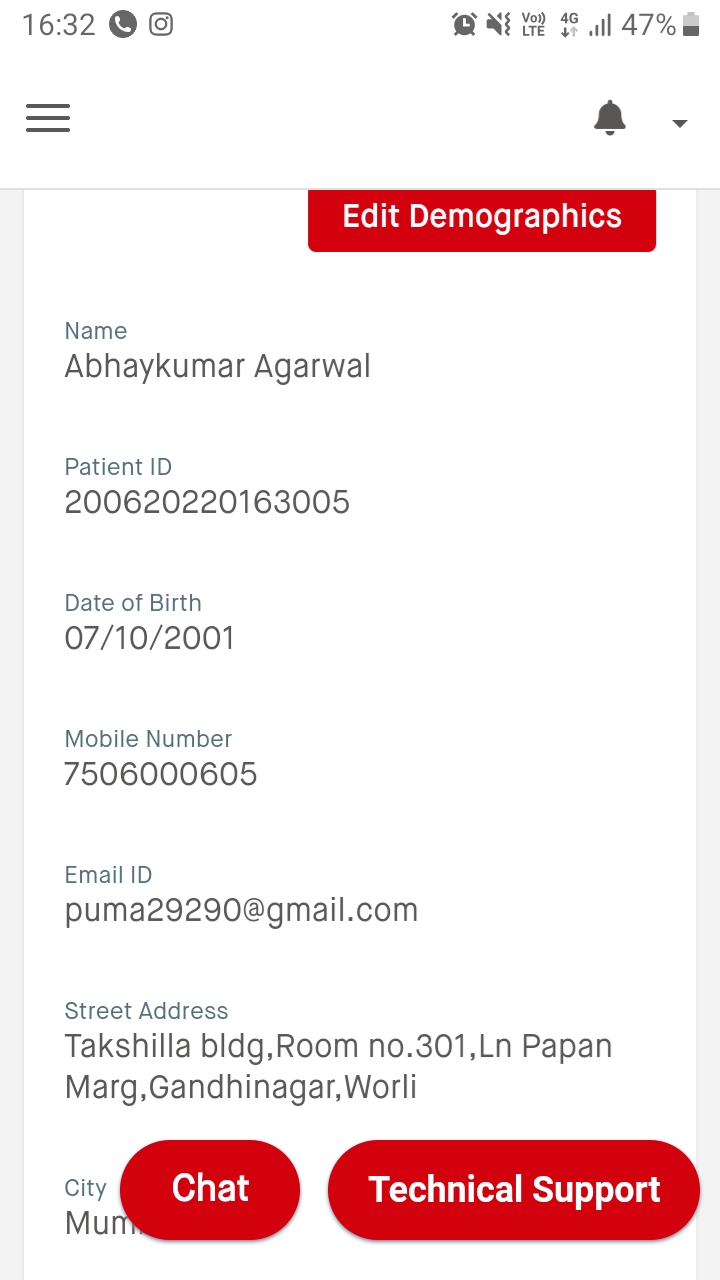 16:32 Vo)) LTE 4G 47%
Edit Demographics
Name
Abhaykumar Agarwal
Patient ID
200620220163005
Date of Birth
07/10/2001
Mobile Number
7506000605
Email ID
puma29290@gmail.com
Street Address
Takshilla bldg,Room no.301,Ln Papan
Marg,Gandhinagar,Worli
City
Chat
Technical Support